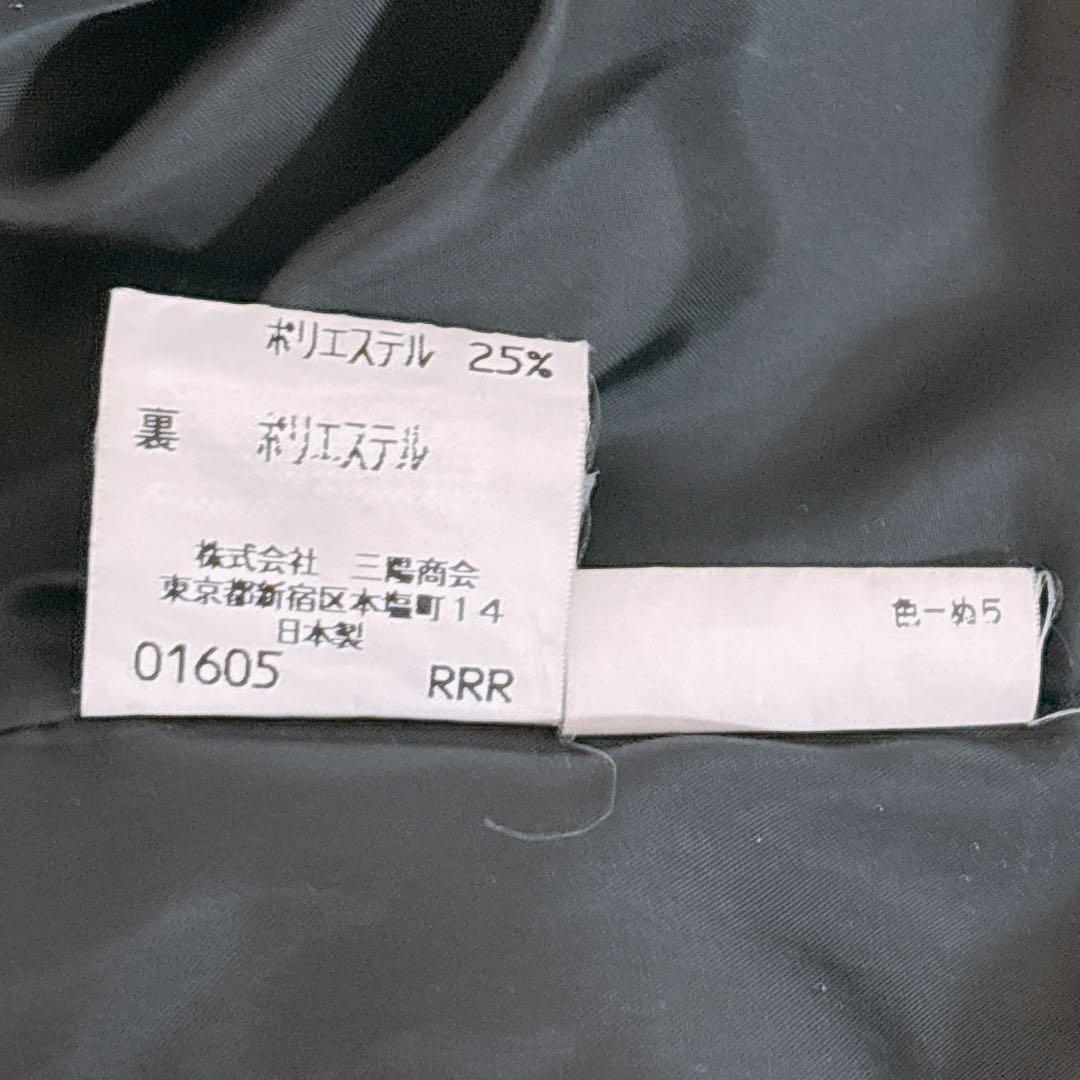 ポリエステル 25%
裏 ポリエステル
株式会社 三陽商会
東京都新宿区本塩町14
日本製
01605 RRR
色ーぬ5